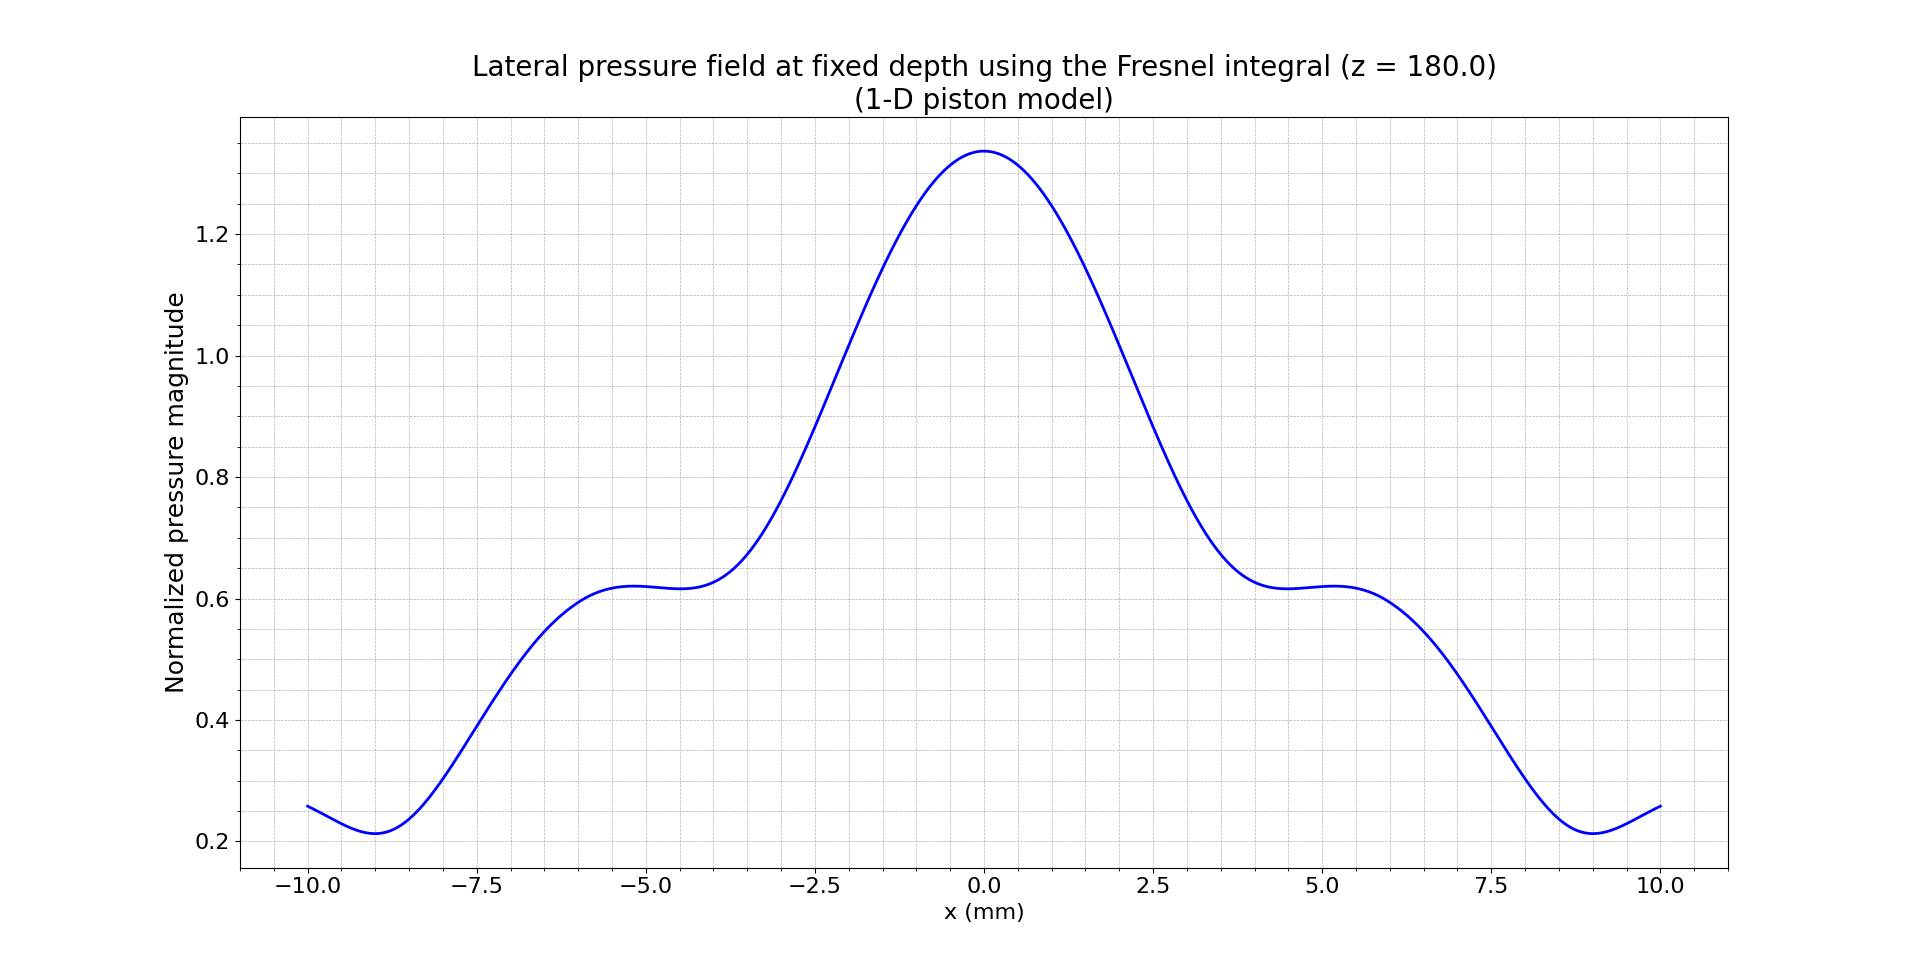 Lateral pressure field at fixed depth using the Fresnel integral (z = 180.0)
(1-D piston model)
Normalized pressure magnitude
1.2
1.0
0.8
0.6
0.4
0.2
−10.0 −7.5 −5.0 −2.5 0.0 2.5 5.0 7.5 10.0
x (mm)